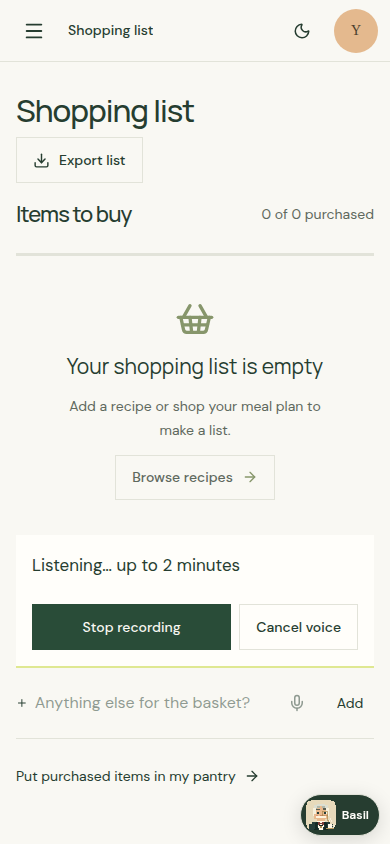 Shopping list
Y
Shopping list
Export list
Items to buy
0 of 0 purchased
Your shopping list is empty
Add a recipe or shop your meal plan to
make a list.
Browse recipes
Listening... up to 2 minutes
Stop recording
Cancel voice
+ Anything else for the basket?
Add
Put purchased items in my pantry
Basil